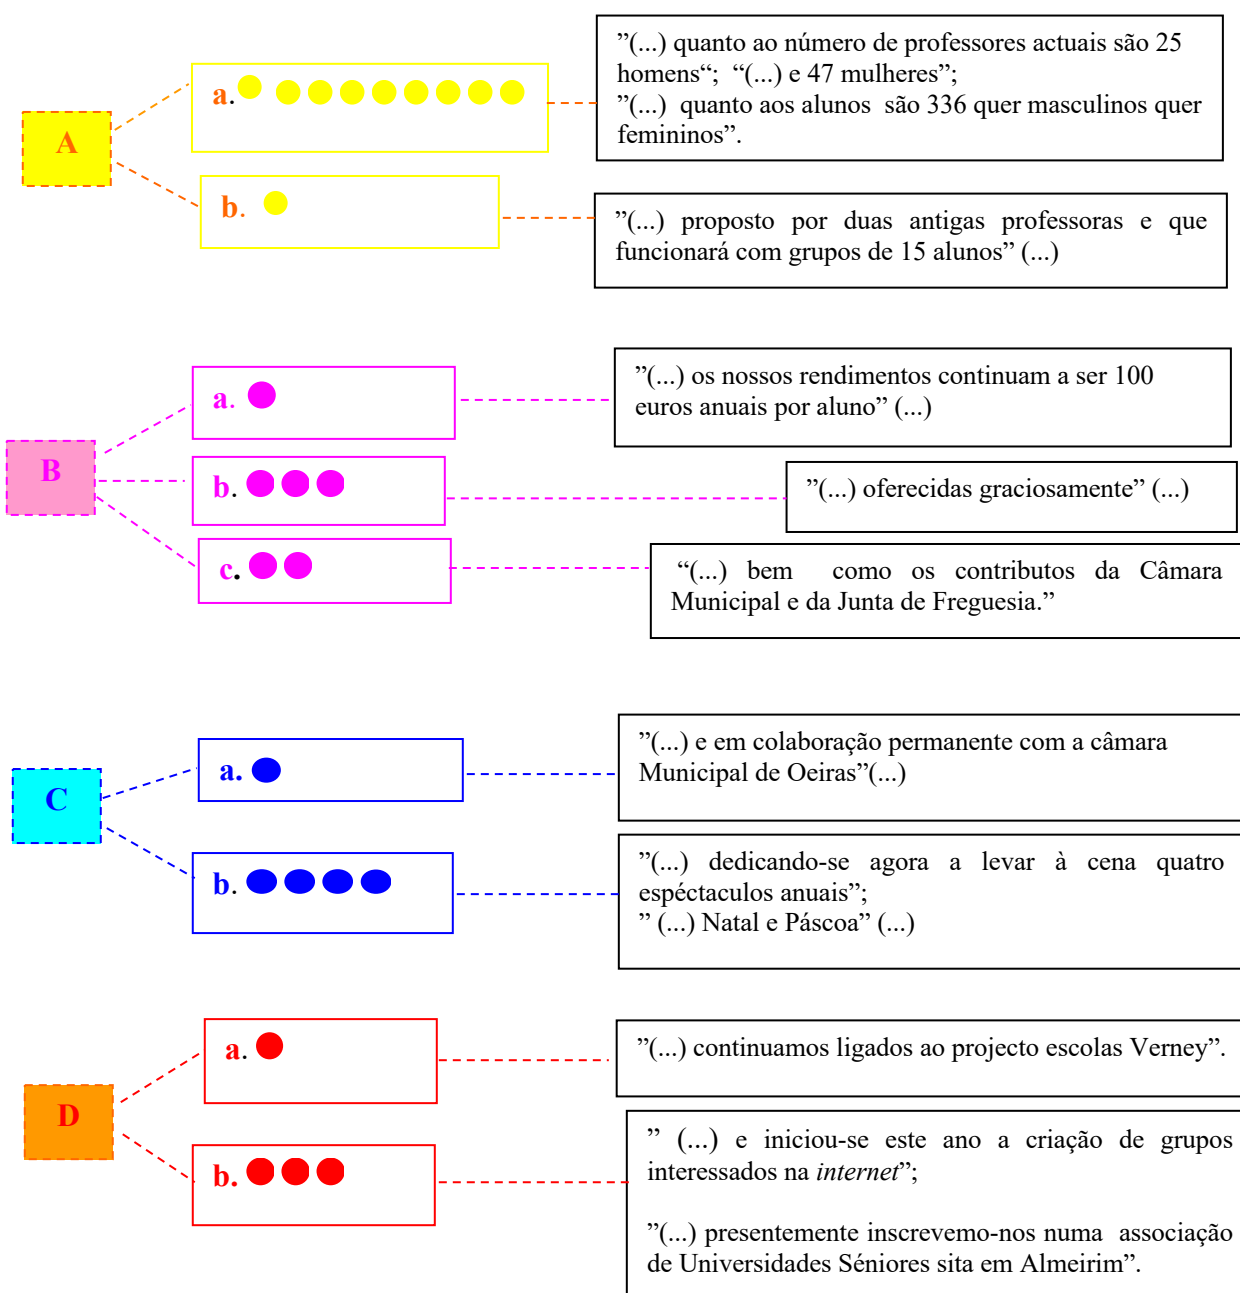 A
a.
”(...) quanto ao número de professores actuais são 25
homens“; “(...) e 47 mulheres”;
”(...) quanto aos alunos são 336 quer masculinos quer
femininos”.
b.
”(...) proposto por duas antigas professoras e que
funcionará com grupos de 15 alunos” (...)
B
a.
”(...) os nossos rendimentos continuam a ser 100
euros anuais por aluno” (...)
b.
”(...) oferecidas graciosamente” (...)
c.
“(...) bem como os contributos da Câmara
Municipal e da Junta de Freguesia.”
C
a.
”(...) e em colaboração permanente com a câmara
Municipal de Oeiras”(...)
b.
”(...) dedicando-se agora a levar à cena quatro
espéctaculos anuais”;
” (...) Natal e Páscoa” (...)
D
a.
”(...) continuamos ligados ao projecto escolas Verney”.
b.
” (...) e iniciou-se este ano a criação de grupos
interessados na internet”;
”(...) presentemente inscrevemo-nos numa associação
de Universidades Séniores sita em Almeirim”.